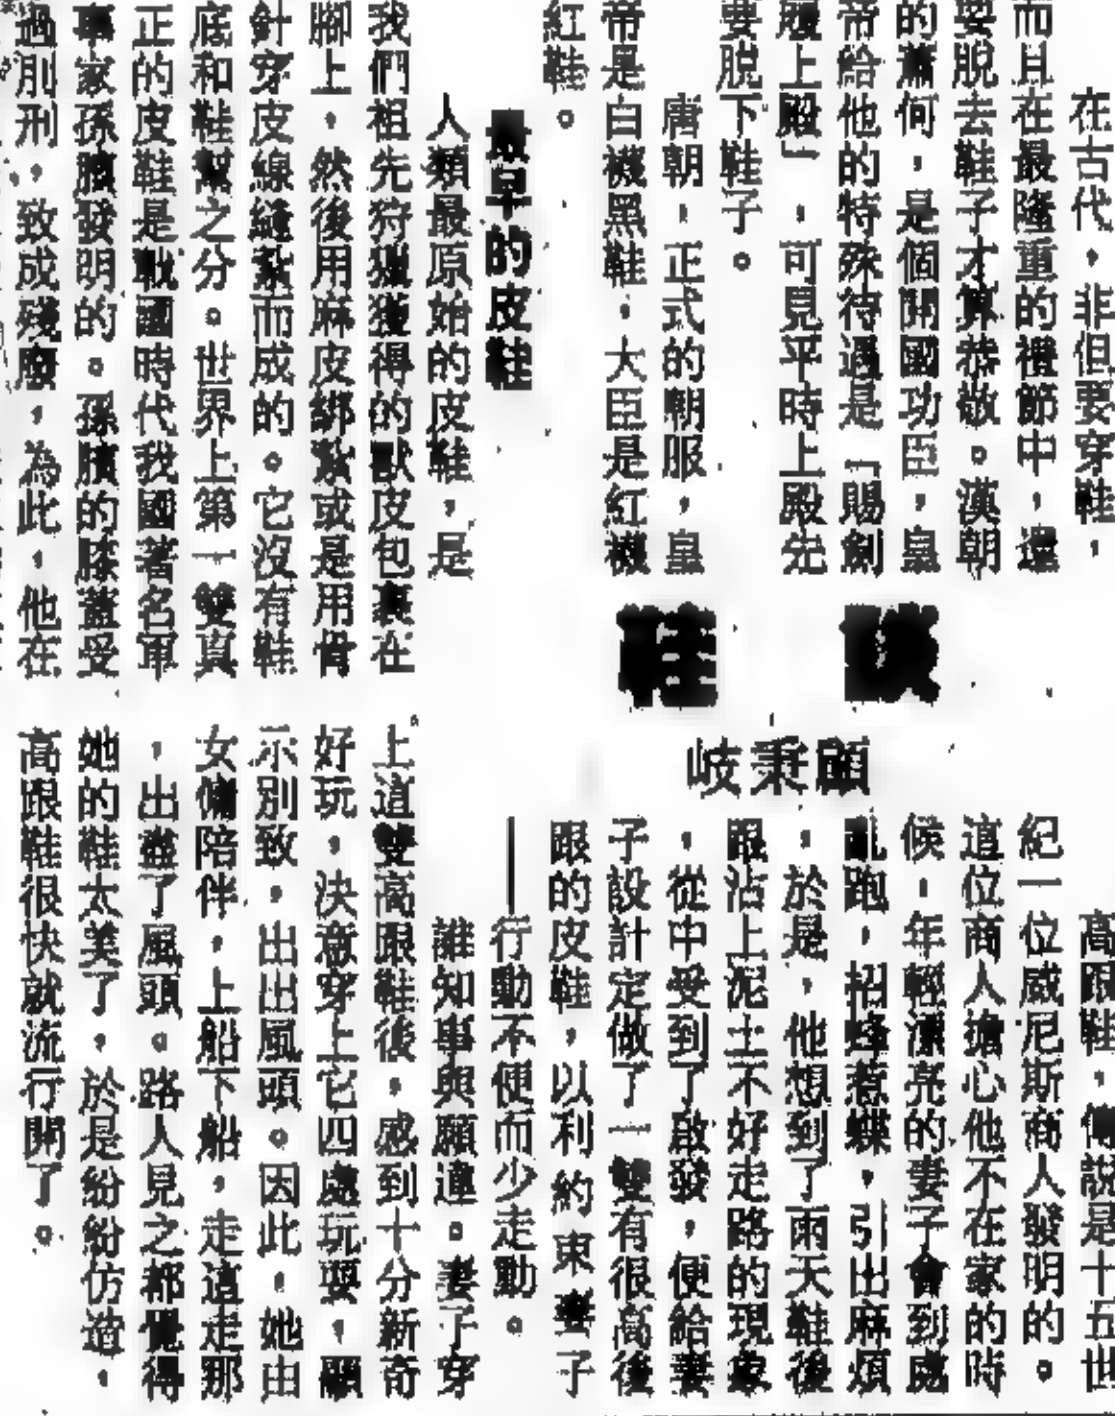 談鞋
顧秉岐
在古代，非但要穿鞋，
而且在最隆重的禮節中，還
要脫去鞋子才算恭敬。漢朝
的蕭何，是個開國功臣，皇
帝給他的特殊待遇是「賜劍
履上殿」，可見平時上殿先
要脫下鞋子。
唐朝，正式的朝服，皇
帝是白襪黑鞋，大臣是紅襪
紅鞋。
最早的皮鞋
人類最原始的皮鞋，是
我們祖先狩獵獲得的獸皮包裹在
腳上，然後用麻皮綁紮或是用骨
針穿皮線縫紮而成的。它沒有鞋
底和鞋幫之分。世界上第一雙真
正的皮鞋是戰國時代我國著名軍
事家孫臏發明的。孫臏的膝蓋受
過刖刑，致成殘廢，為此，他在
高跟鞋，傳說是十五世
紀一位威尼斯商人發明的。
這位商人擔心他不在家的時
候，年輕漂亮的妻子會到處
亂跑，招蜂惹蝶，引出麻煩
，於是，他想到了雨天鞋後
跟沾上泥土不好走路的現象
，從中受到了啟發，便給妻
子設計定做了一雙有很高後
跟的皮鞋，以利約束妻子
—行動不便而少走動。
誰知事與願違。妻子穿
上這雙高跟鞋後，感到十分新奇
好玩，決意穿上它四處玩耍，顯
示別致，出出風頭。因此，她由
女傭陪伴，上船下船，走這走那
，出盡了風頭。路人見之都覺得
她的鞋太美了，於是紛紛仿造，
高跟鞋很快就流行開了。